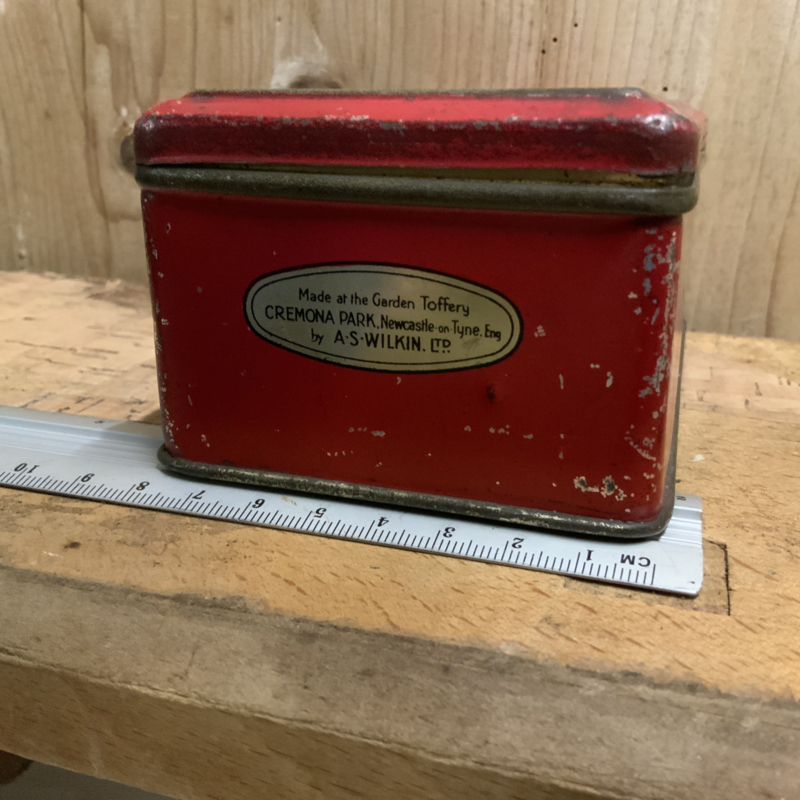 Made at the Garden Toffery
CREMONA PARK, Newcastle-on-Tyne. Eng
by A·S·WILKIN. LTD.
10 9 8 7 6 5 4 3 2 1 CM